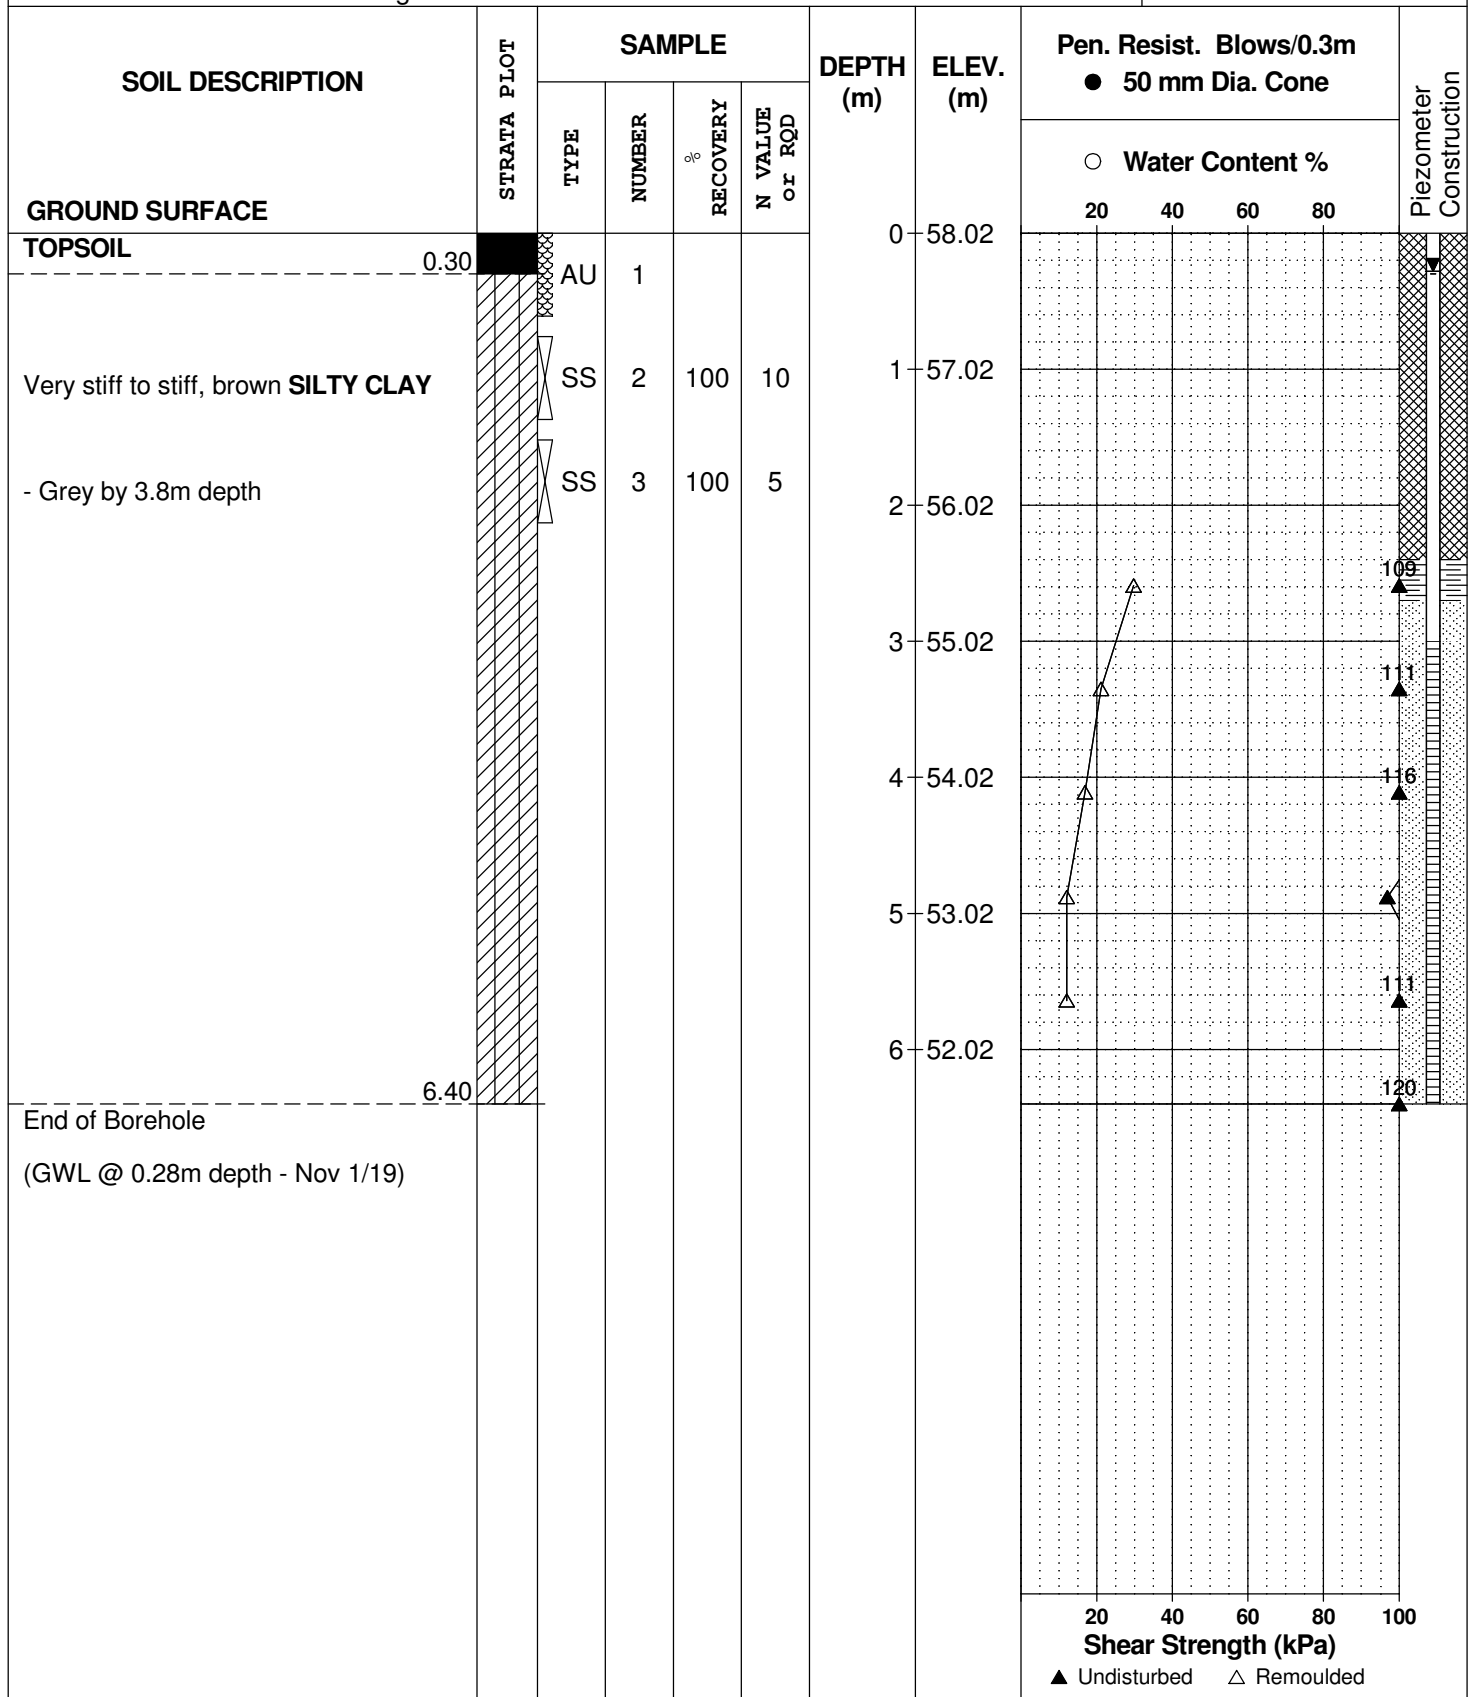 SOIL DESCRIPTION
GROUND SURFACE
STRATA PLOT
SAMPLE
TYPE
NUMBER
% RECOVERY
N VALUE
or RQD
DEPTH
(m)
ELEV.
(m)
Pen. Resist. Blows/0.3m
● 50 mm Dia. Cone
○ Water Content %
20 40 60 80
Piezometer
Construction
TOPSOIL
0.30
AU 1
0 58.02
Very stiff to stiff, brown SILTY CLAY
SS 2 100 10
1 57.02
- Grey by 3.8m depth
SS 3 100 5
2 56.02
109
3 55.02
111
4 54.02
116
5 53.02
111
6 52.02
6.40
120
End of Borehole
(GWL @ 0.28m depth - Nov 1/19)
20 40 60 80 100
Shear Strength (kPa)
▲ Undisturbed △ Remoulded